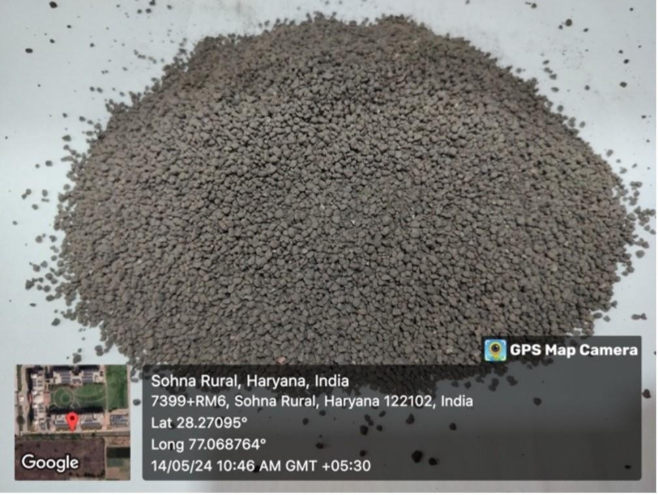 GPS Map Camera
Sohna Rural, Haryana, India
7399+RM6, Sohna Rural, Haryana 122102, India
Lat 28.27095°
Long 77.068764°
14/05/24 10:46 AM GMT +05:30
Google